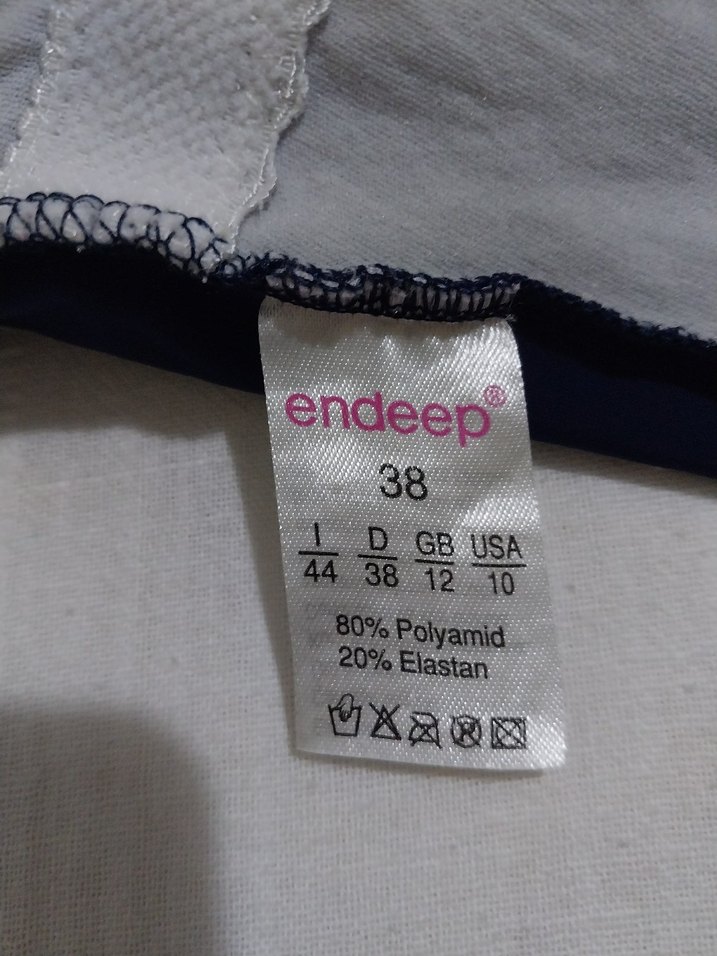 endeep®
38
I D GB USA
44 38 12 10
80% Polyamid
20% Elastan